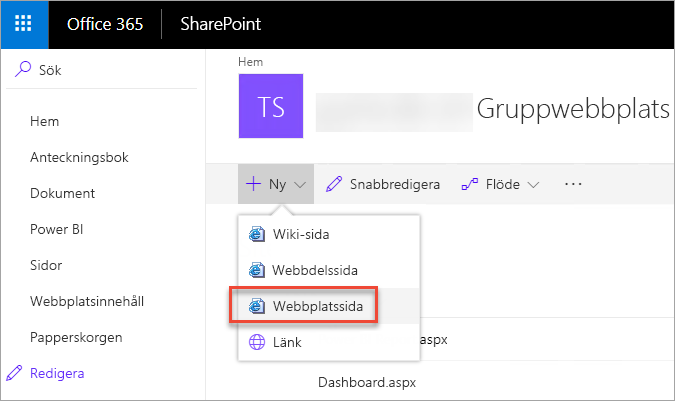 Office 365 SharePoint
Sök
Hem
Anteckningsbok
Dokument
Power BI
Sidor
Webbplatsinnehåll
Papperskorgen
Redigera
Hem
TS Gruppwebbplats
Ny Snabbredigera Flöde ...
Wiki-sida
Webbdelssida
Webbplatssida
Länk
.aspx
Dashboard.aspx